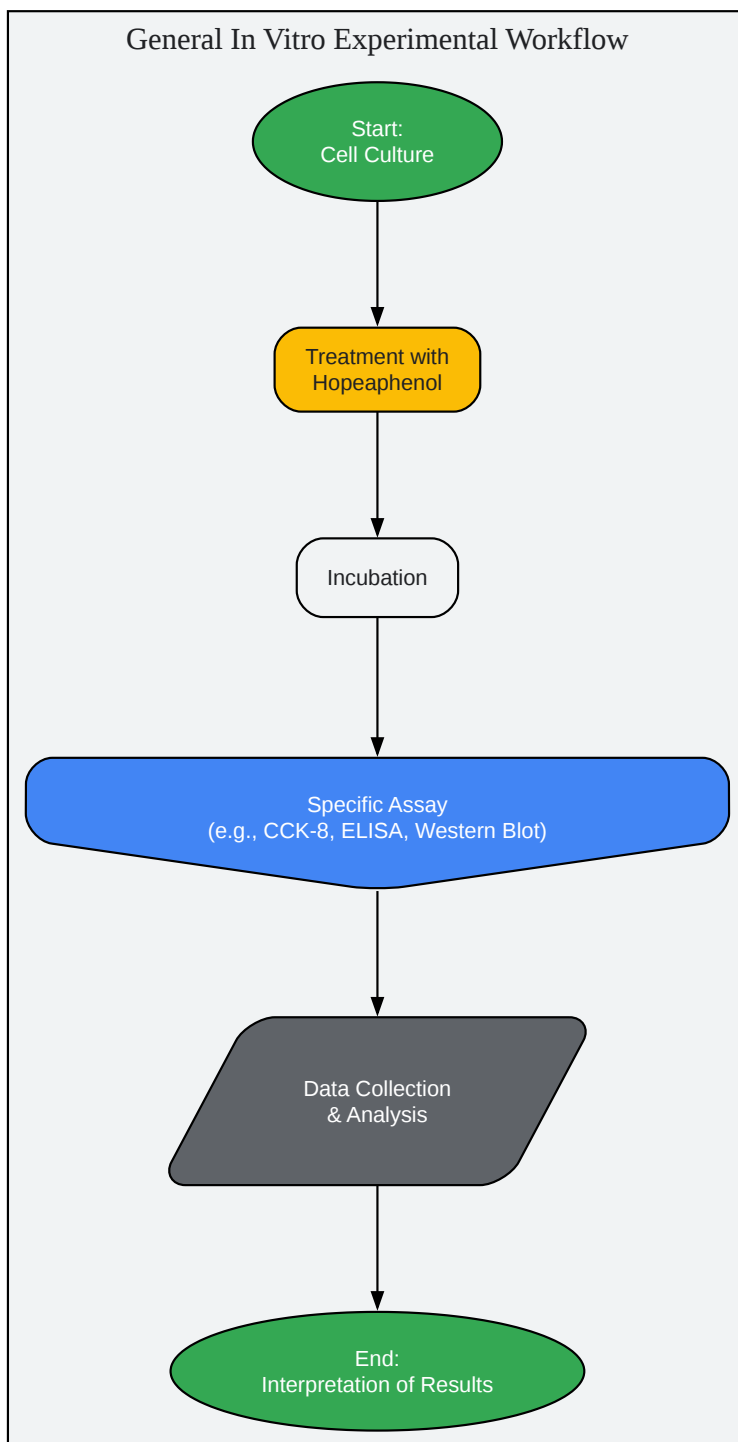 General In Vitro Experimental Workflow
Start:
Cell Culture
Treatment with
Hopeaphenol
Incubation
Specific Assay
(e.g., CCK-8, ELISA, Western Blot)
Data Collection
& Analysis
End:
Interpretation of Results